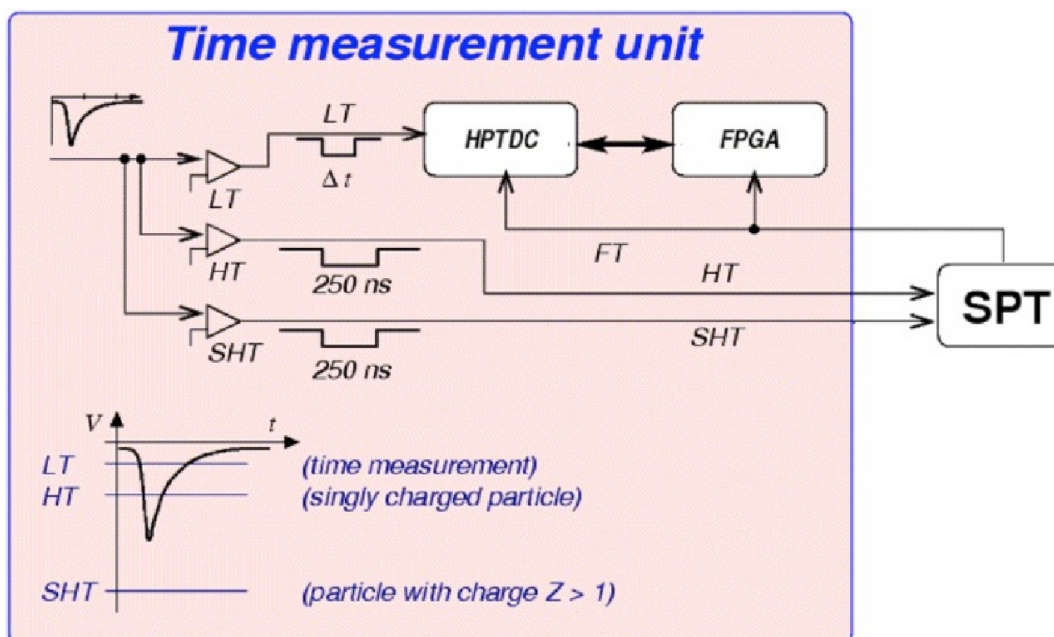 Time measurement unit
LT
HPTDC
FPGA
Δ t
LT
HT
250 ns
FT
HT
SPT
SHT
250 ns
SHT
V
t
LT (time measurement)
HT (singly charged particle)
SHT (particle with charge Z > 1)